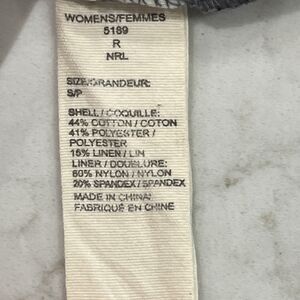 WOMENS/FEMMES
5189
R
NRL
SIZE/GRANDEUR:
S/P
SHELL / COQUILLE:
44% COTTON / COTON
41% POLYESTER /
POLYESTER
15% LINEN / LIN
LINER / DOUBLURE:
80% NYLON / NYLON
20% SPANDEX / SPANDEX
MADE IN CHINA/
FABRIQUÉ EN CHINE